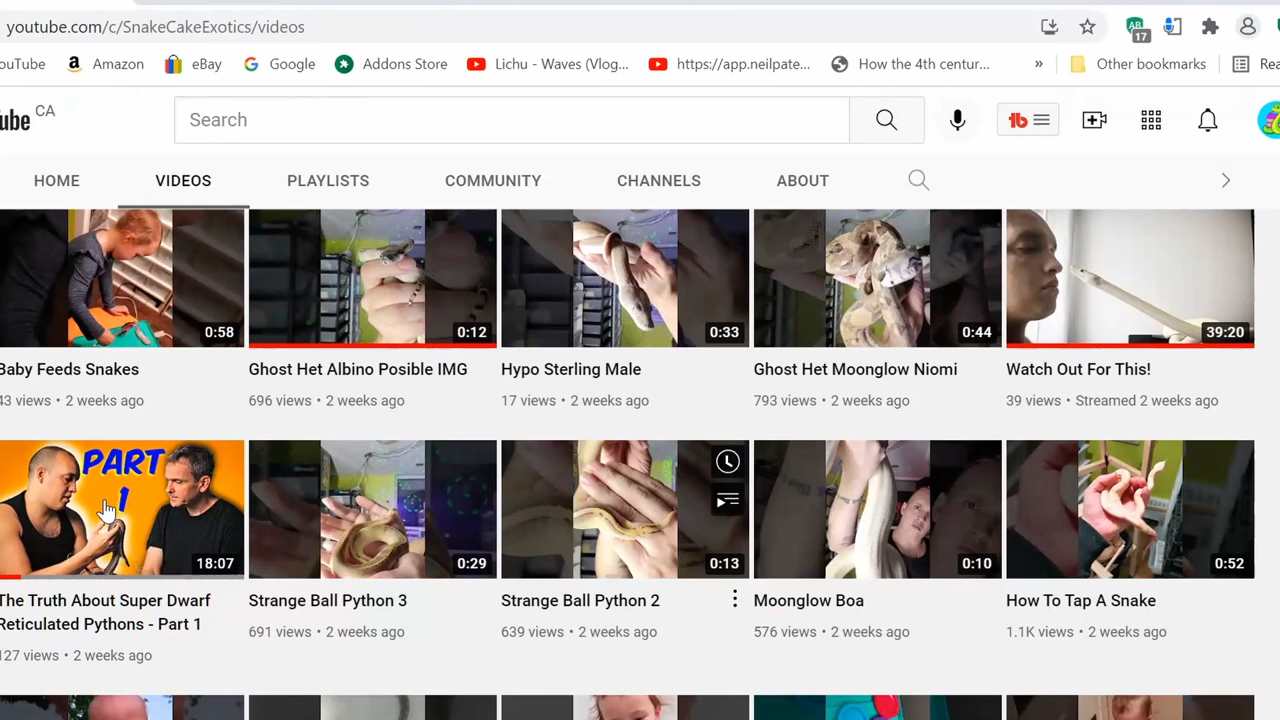 youtube.com/c/SnakeCakeExotics/videos
17
ouTube
Amazon
eBay
Google
Addons Store
Lichu - Waves (Vlog...
https://app.neilpate...
How the 4th centur...
»
Other bookmarks
Rea
ube CA
Search
HOME
VIDEOS
PLAYLISTS
COMMUNITY
CHANNELS
ABOUT
0:58
0:12
0:33
0:44
39:20
Baby Feeds Snakes
Ghost Het Albino Posible IMG
Hypo Sterling Male
Ghost Het Moonglow Niomi
Watch Out For This!
43 views • 2 weeks ago
696 views • 2 weeks ago
17 views • 2 weeks ago
793 views • 2 weeks ago
39 views • Streamed 2 weeks ago
PART
1
18:07
0:29
0:13
0:10
0:52
The Truth About Super Dwarf
Reticulated Pythons - Part 1
Strange Ball Python 3
Strange Ball Python 2
Moonglow Boa
How To Tap A Snake
127 views • 2 weeks ago
691 views • 2 weeks ago
639 views • 2 weeks ago
576 views • 2 weeks ago
1.1K views • 2 weeks ago